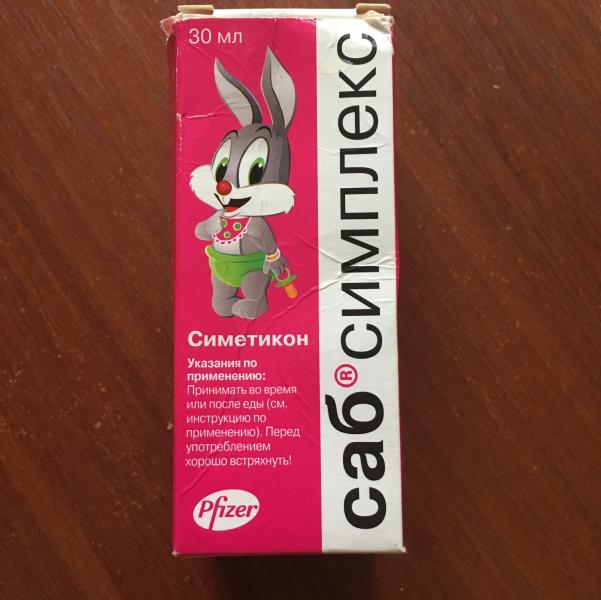 30 мл
саб® симплекс
Симетикон
Указания по
применению:
Принимать во время
или после еды (см.
инструкцию по
применению). Перед
употреблением
хорошо встряхнуть!
Pfizer